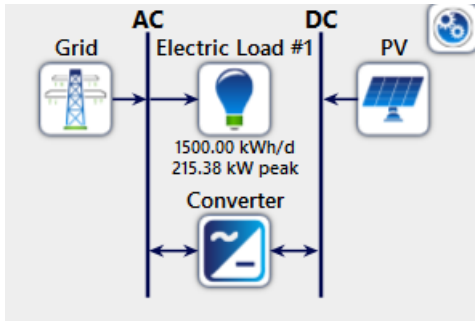 AC DC
Grid Electric Load #1 PV
1500.00 kWh/d
215.38 kW peak
Converter